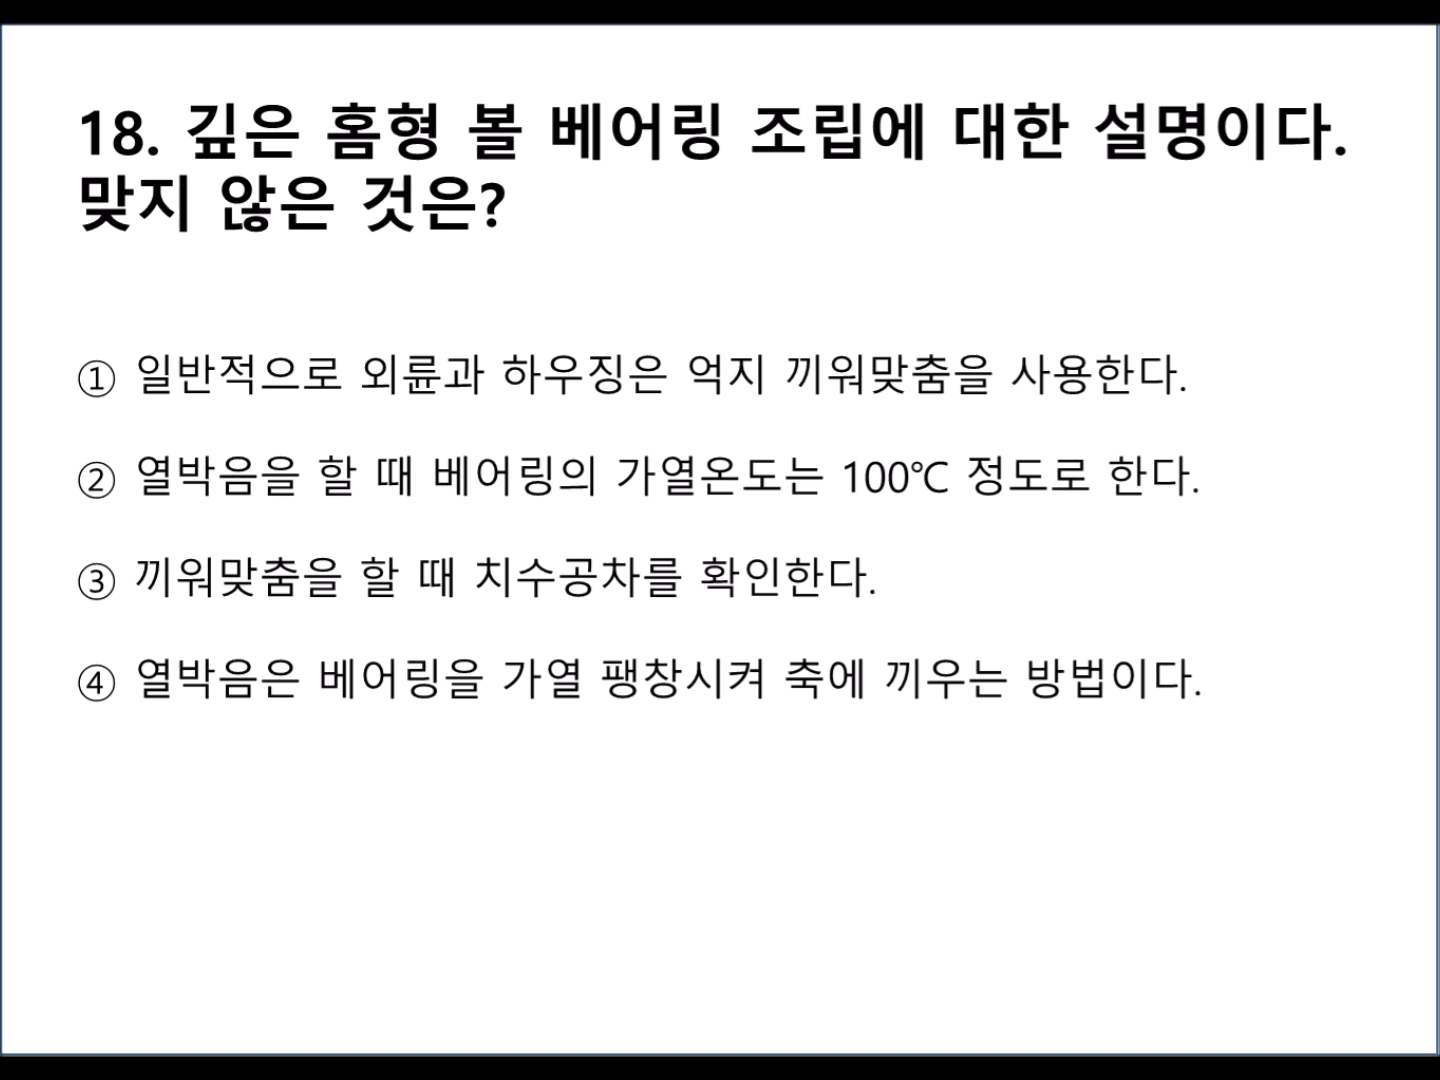 18. 깊은 홈형 볼 베어링 조립에 대한 설명이다.
맞지 않은 것은?
① 일반적으로 외륜과 하우징은 억지 끼워맞춤을 사용한다.
② 열박음을 할 때 베어링의 가열온도는 100℃ 정도로 한다.
③ 끼워맞춤을 할 때 치수공차를 확인한다.
④ 열박음은 베어링을 가열 팽창시켜 축에 끼우는 방법이다.